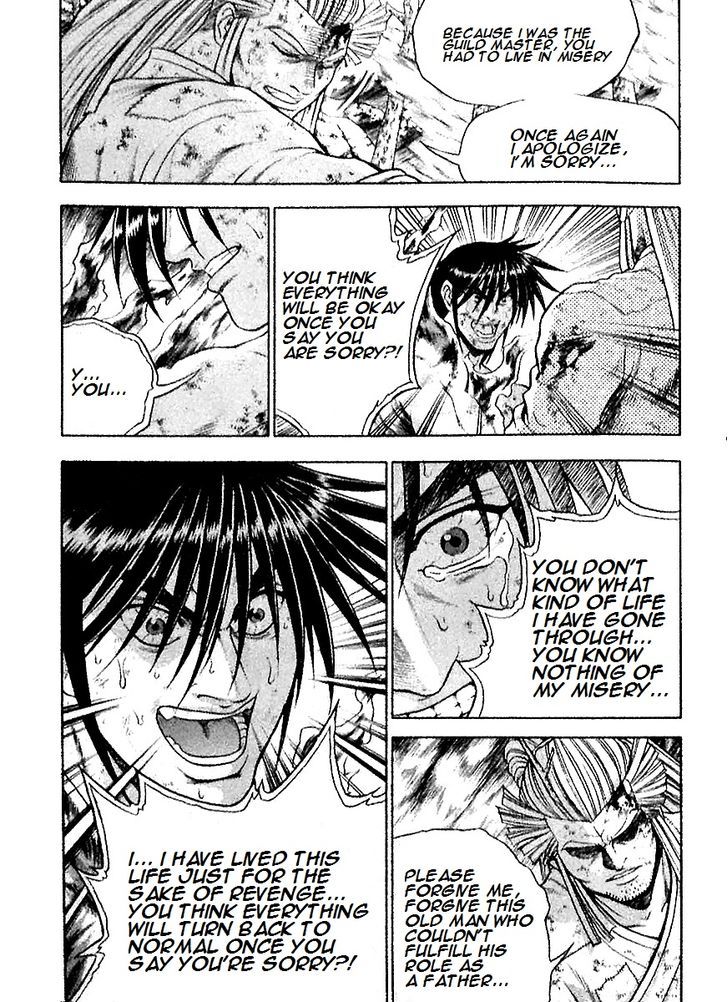 BECAUSE I WAS THE
GUILD MASTER, YOU
HAD TO LIVE IN MISERY
ONCE AGAIN
I APOLOGIZE,
I'M SORRY...
Y...
YOU...
YOU THINK
EVERYTHING
WILL BE OKAY
ONCE YOU
SAY YOU
ARE SORRY?!
I... I HAVE LIVED THIS
LIFE JUST FOR THE
SAKE OF REVENGE...
YOU THINK EVERYTHING
WILL TURN BACK TO
NORMAL ONCE YOU
SAY YOU'RE SORRY?!
YOU DON'T
KNOW WHAT
KIND OF LIFE
I HAVE GONE
THROUGH...
YOU KNOW
NOTHING OF
MY MISERY...
PLEASE
FORGIVE ME,
FORGIVE THIS
OLD MAN WHO
COULDN'T
FULFILL HIS
ROLE AS
A FATHER...